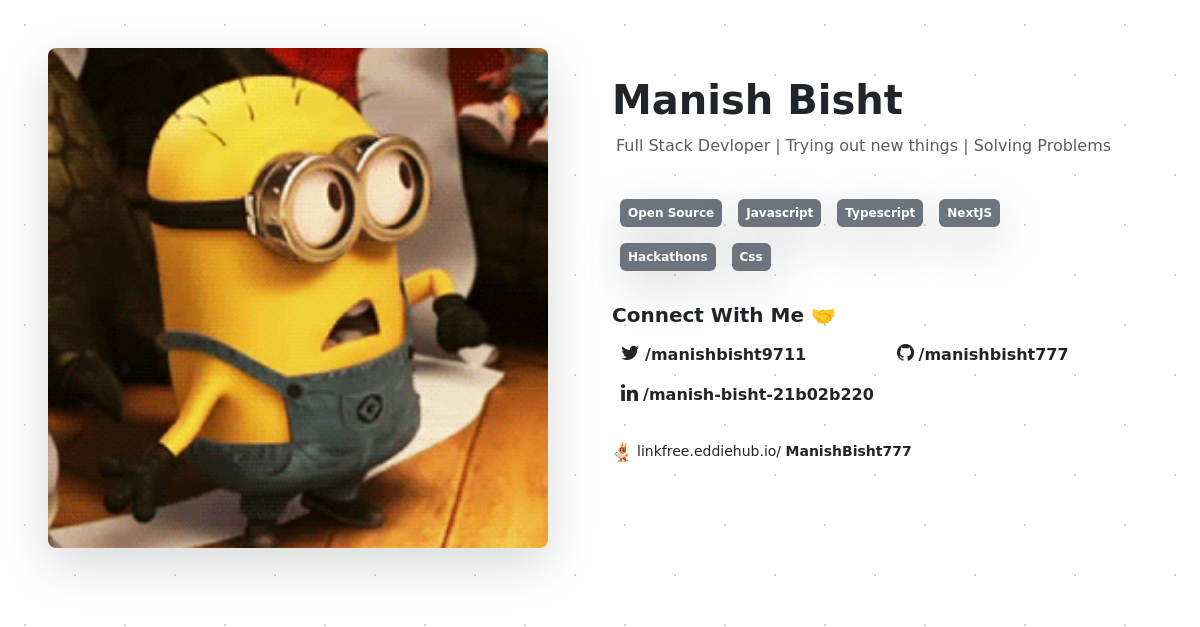 Manish Bisht
Full Stack Devloper | Trying out new things | Solving Problems
Open Source Javascript Typescript NextJS
Hackathons Css
Connect With Me 🤝
/manishbisht9711 /manishbisht777
in /manish-bisht-21b02b220
linkfree.eddiehub.io/ ManishBisht777